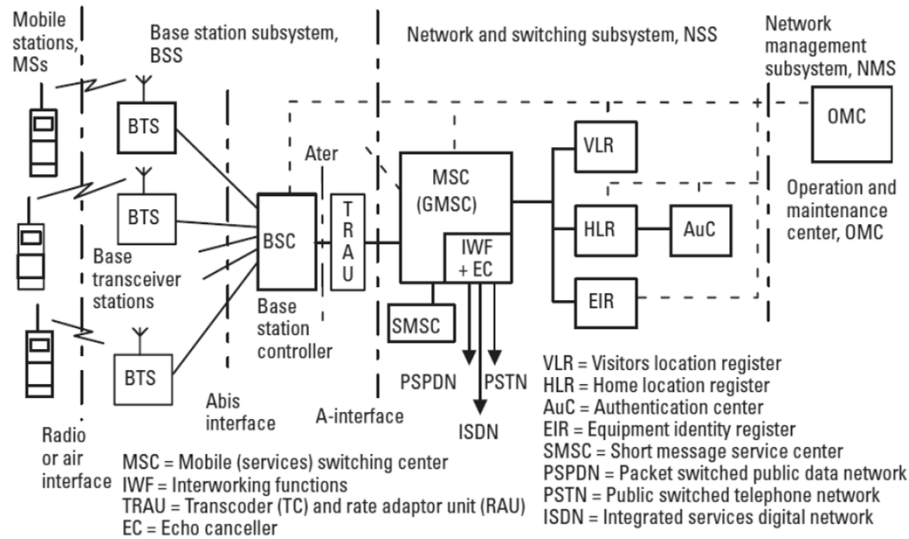 Mobile
stations,
MSs
Base station subsystem,
BSS
Network and switching subsystem, NSS
Network
management
subsystem, NMS
BTS
BTS
BTS
Base
transceiver
stations
BSC
Base
station
controller
Ater
T
R
A
U
MSC
(GMSC)
IWF
+ EC
SMSC
VLR
HLR
AuC
EIR
OMC
Operation and
maintenance
center, OMC
PSPDN
PSTN
ISDN
Radio
or air
interface
Abis
interface
A-interface
MSC = Mobile (services) switching center
IWF = Interworking functions
TRAU = Transcoder (TC) and rate adaptor unit (RAU)
EC = Echo canceller
VLR = Visitors location register
HLR = Home location register
AuC = Authentication center
EIR = Equipment identity register
SMSC = Short message service center
PSPDN = Packet switched public data network
PSTN = Public switched telephone network
ISDN = Integrated services digital network